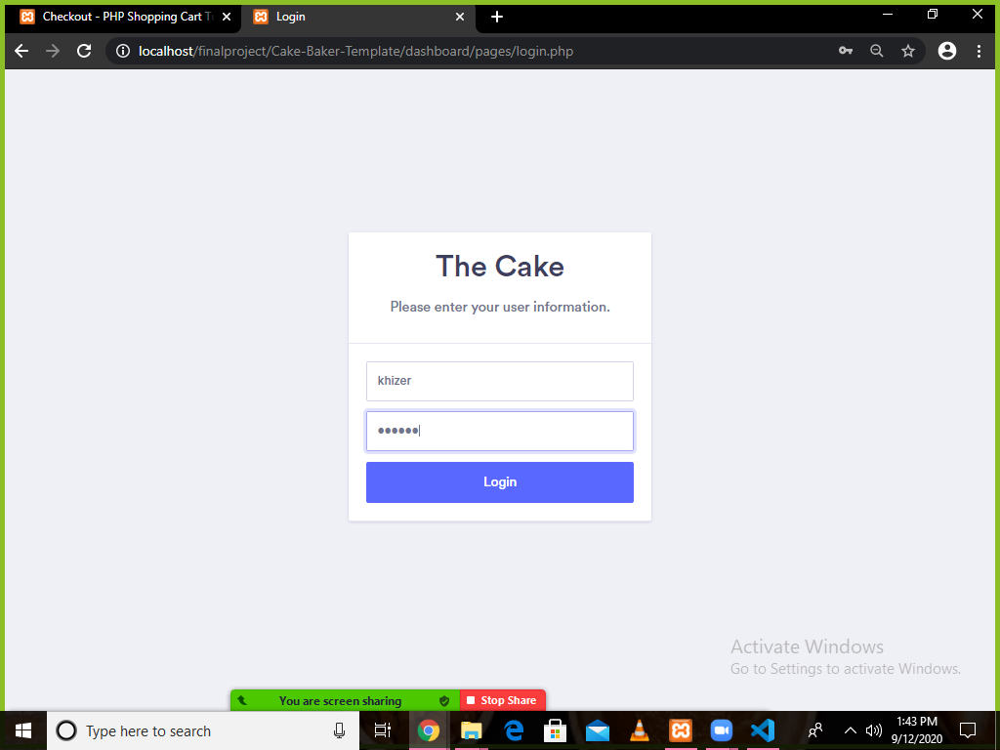 Checkout - PHP Shopping Cart
Login
localhost/finalproject/Cake-Baker-Template/dashboard/pages/login.php
The Cake
Please enter your user information.
khizer
••••••
Login
Activate Windows
Go to Settings to activate Windows.
You are screen sharing
Stop Share
Type here to search
1:43 PM
9/12/2020